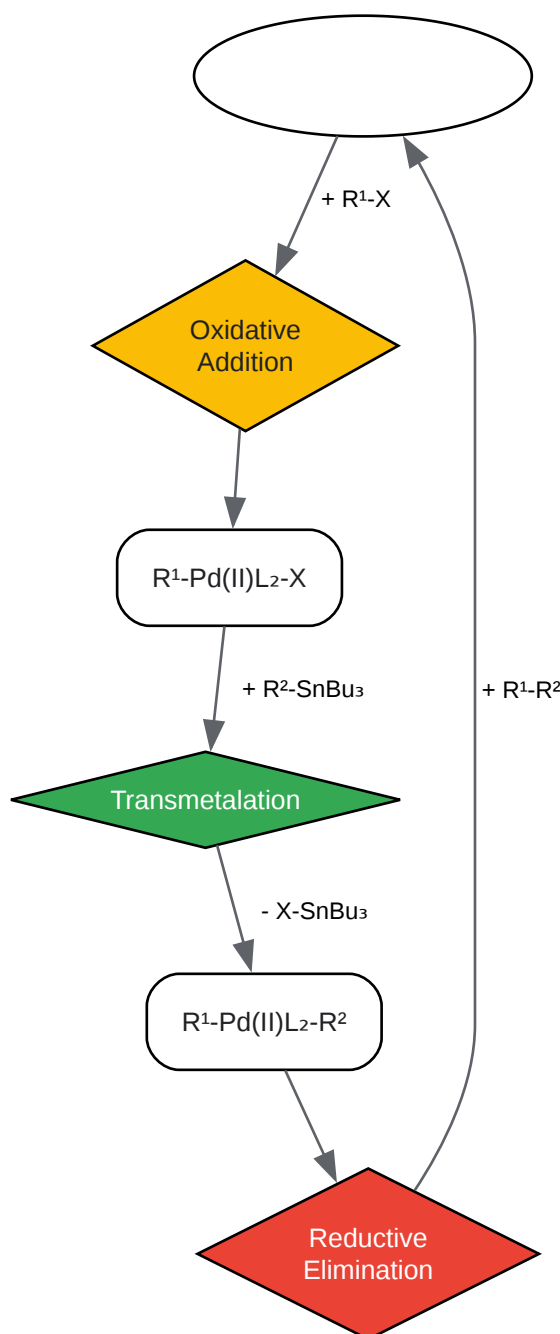 + R¹-X
Oxidative
Addition
R¹-Pd(II)L₂-X
+ R²-SnBu₃
+ R¹-R²
Transmetalation
- X-SnBu₃
R¹-Pd(II)L₂-R²
Reductive
Elimination